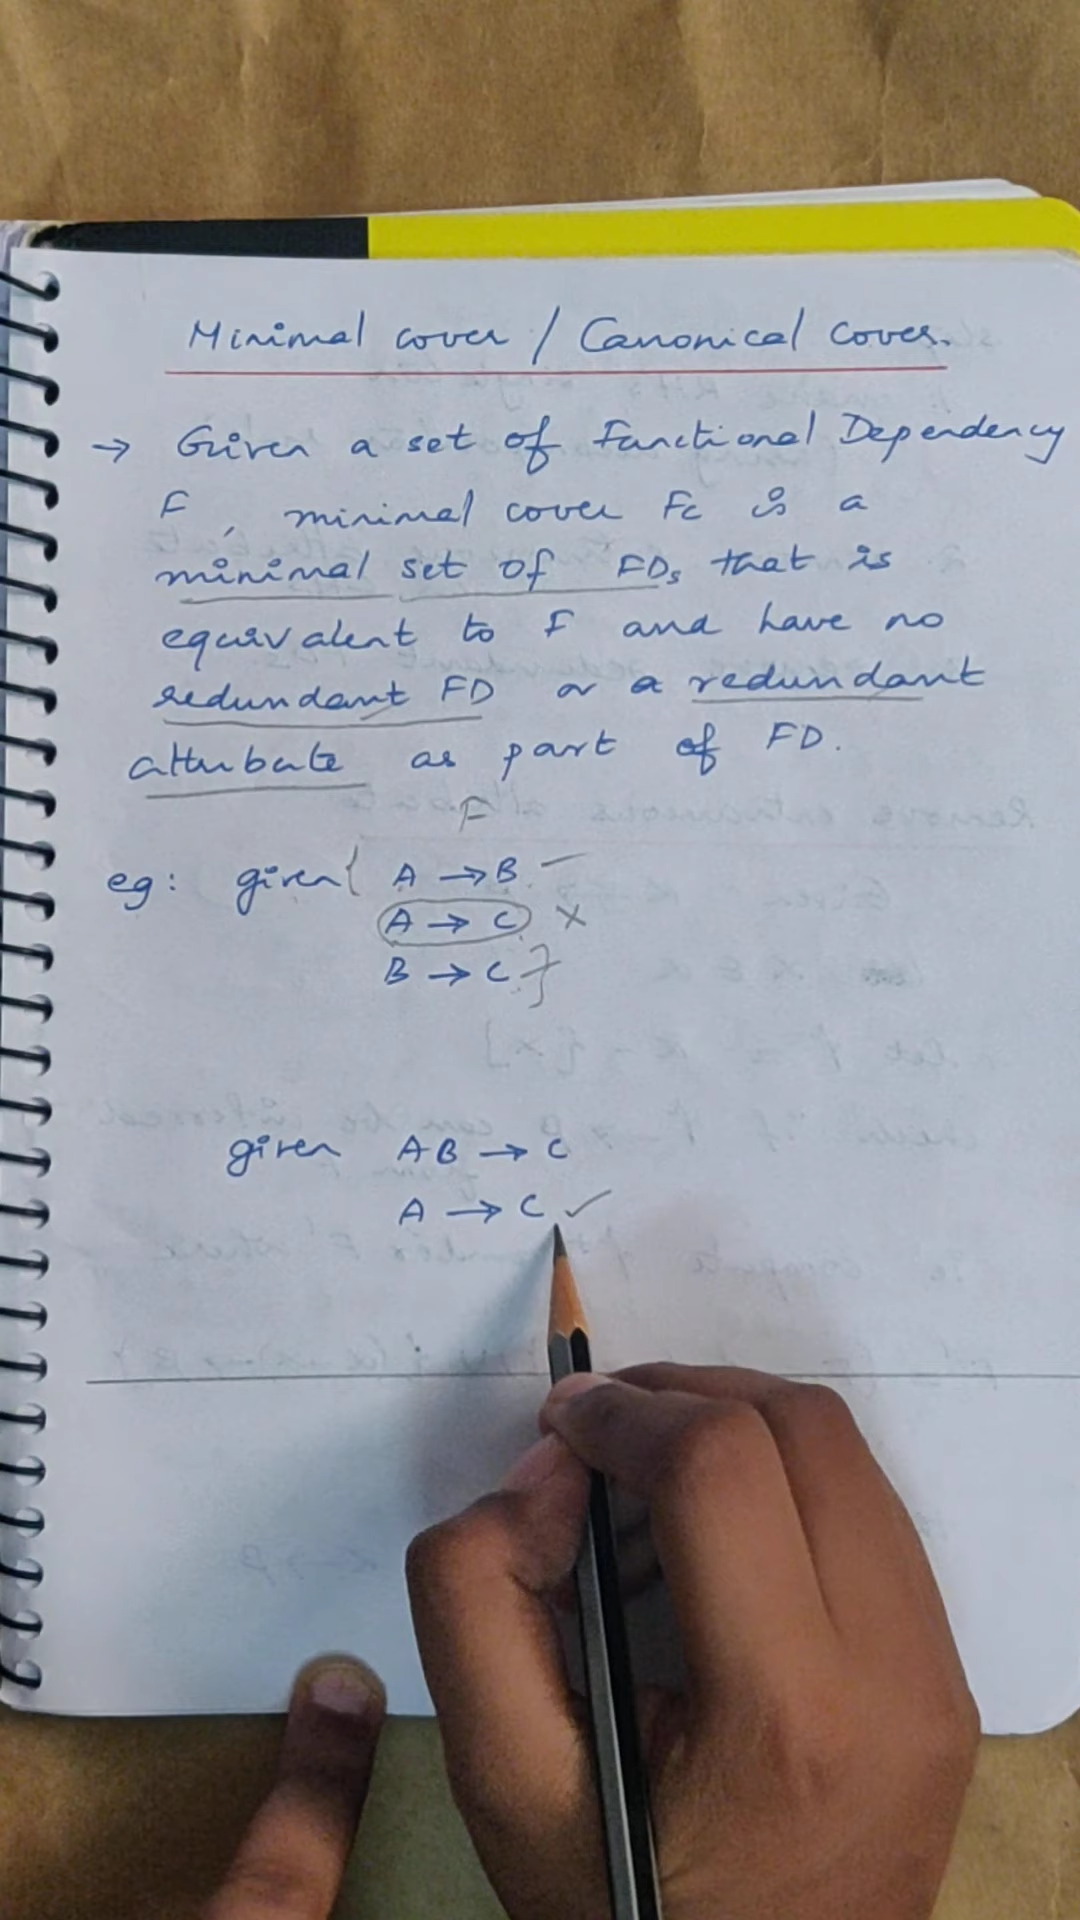 Minimal cover / Canonical Cover.
→ Given a set of Functional Dependency
F, minimal cover Fc is a
minimal set of FDs that is
equivalent to F and have no
redundant FD or a redundant
attribute as part of FD.
F
eg: given { A → B
A → C ×
B → C }
given AB → C
A → C ✓